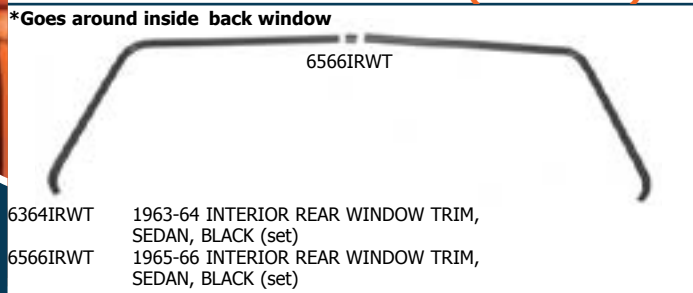 *Goes around inside back window
6566IRWT
6364IRWT 1963-64 INTERIOR REAR WINDOW TRIM,
SEDAN, BLACK (set)
6566IRWT 1965-66 INTERIOR REAR WINDOW TRIM,
SEDAN, BLACK (set)